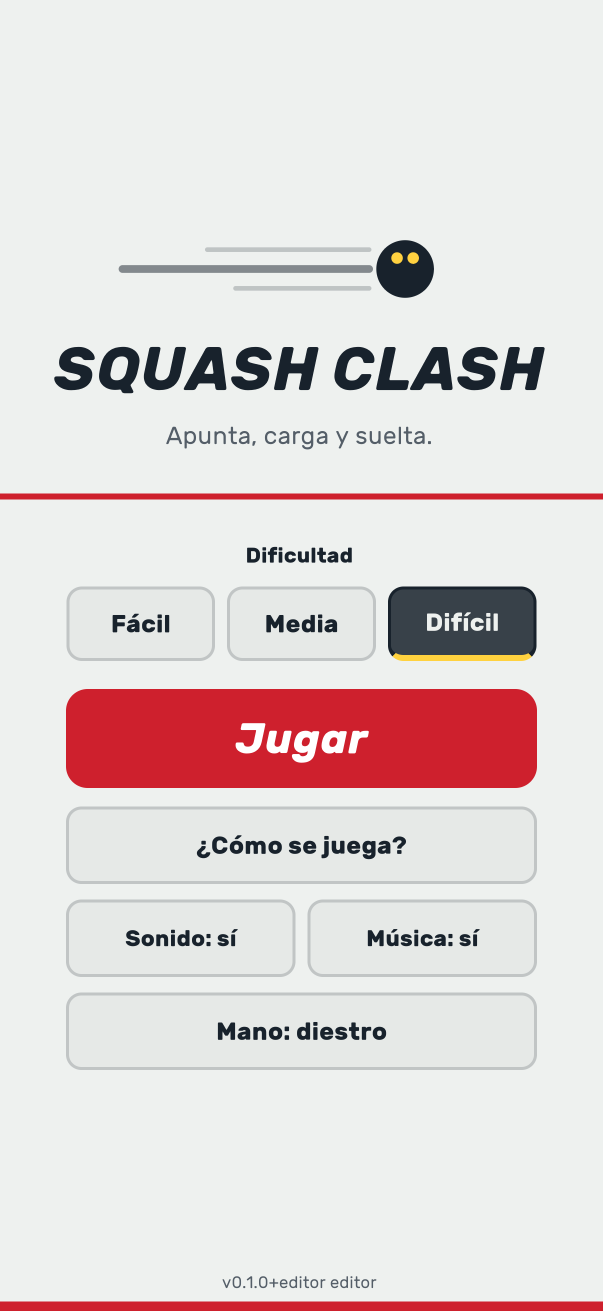 SQUASH CLASH
Apunta, carga y suelta.
Dificultad
Fácil
Media
Difícil
Jugar
¿Cómo se juega?
Sonido: sí
Música: sí
Mano: diestro
v0.1.0+editor editor